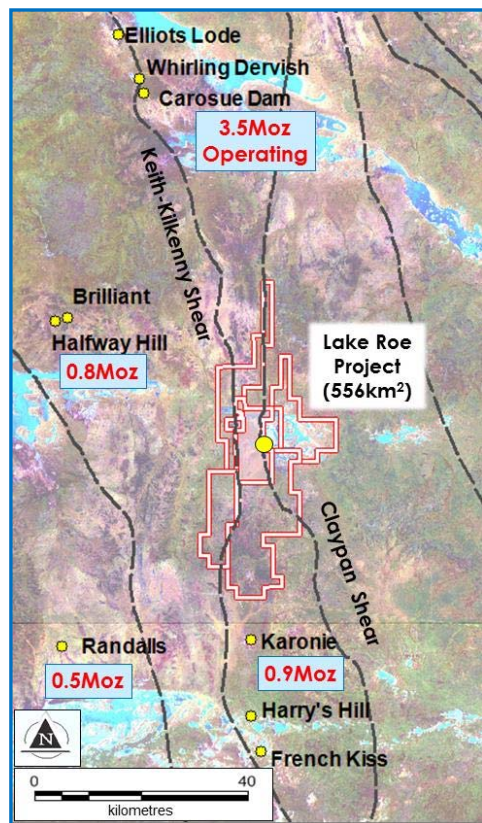 Elliots Lode
Whirling Dervish
Carosue Dam
3.5Moz
Operating
Keith-Kilkenny Shear
Brilliant
Halfway Hill
0.8Moz
Lake Roe
Project
(556km²)
Claypan Shear
Randalls
0.5Moz
Karonie
0.9Moz
Harry's Hill
French Kiss
N
0 40
kilometres